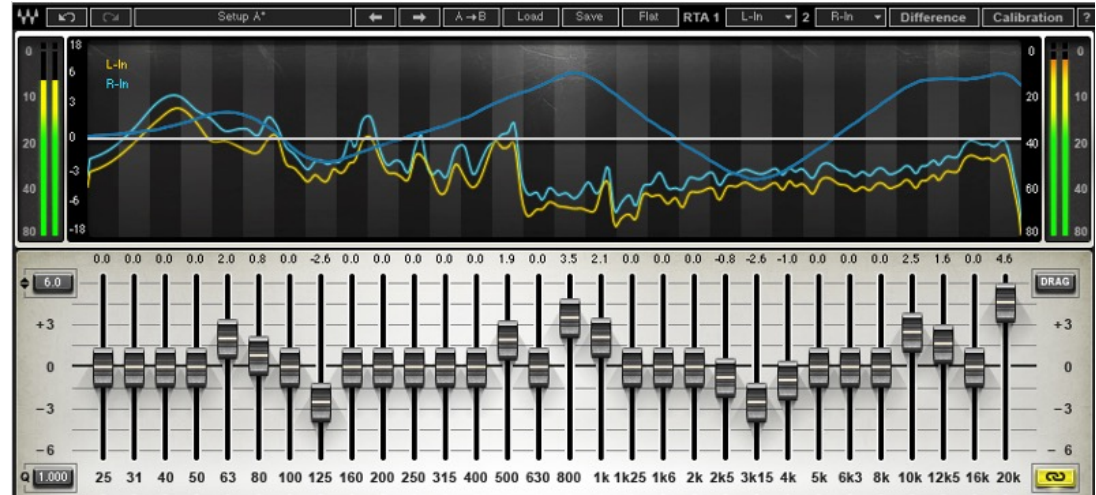 Setup A* A→B Load Save Flat RTA 1 L-In 2 R-In Difference Calibration ?
0 18 0 0
L-In
6
R-In
10 3 20 10
20 0 40 20
-3
40 60 40
-6
80 -18 80 80
0.0 0.0 0.0 0.0 2.0 0.8 0.0 -2.6 0.0 0.0 0.0 0.0 0.0 1.9 0.0 3.5 2.1 0.0 0.0 0.0 -0.8 -2.6 -1.0 0.0 0.0 0.0 2.5 1.6 0.0 4.6
6.0 DRAG
+3 +3
0 0
-3 -3
-6 - 6
Q 1.000 25 31 40 50 63 80 100 125 160 200 250 315 400 500 630 800 1k 1k25 1k6 2k 2k5 3k15 4k 5k 6k3 8k 10k 12k5 16k 20k